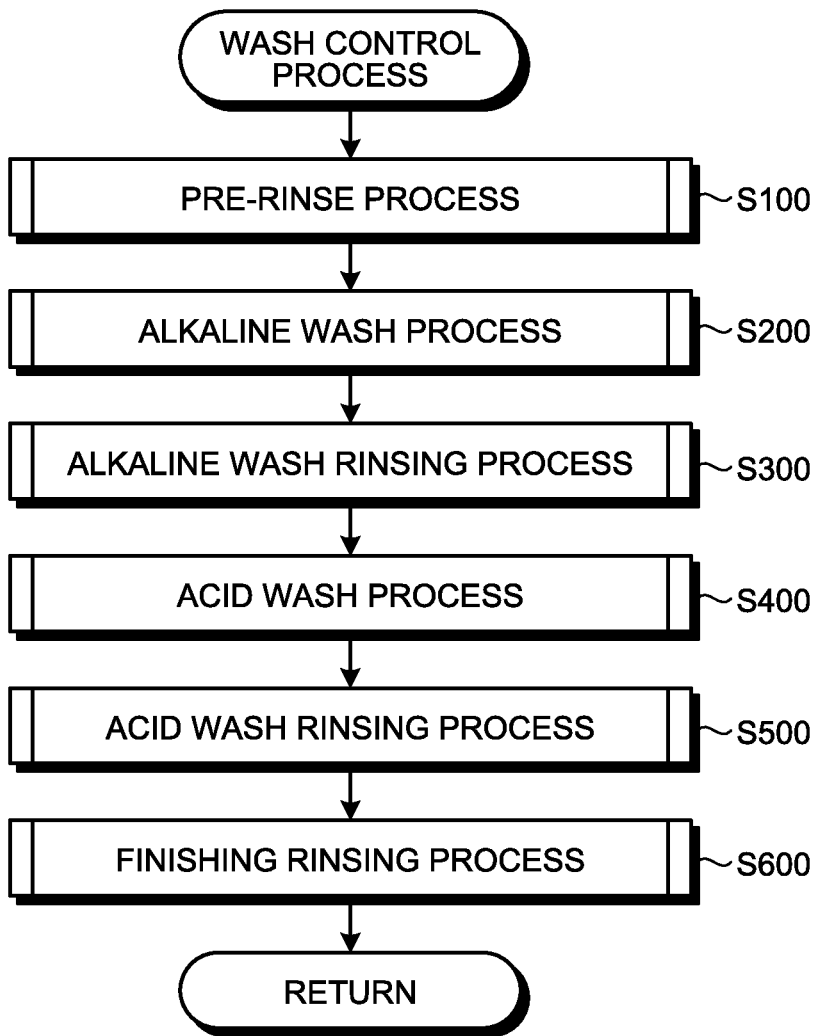 WASH CONTROL
PROCESS
PRE-RINSE PROCESS
S100
ALKALINE WASH PROCESS
S200
ALKALINE WASH RINSING PROCESS
S300
ACID WASH PROCESS
S400
ACID WASH RINSING PROCESS
S500
FINISHING RINSING PROCESS
S600
RETURN